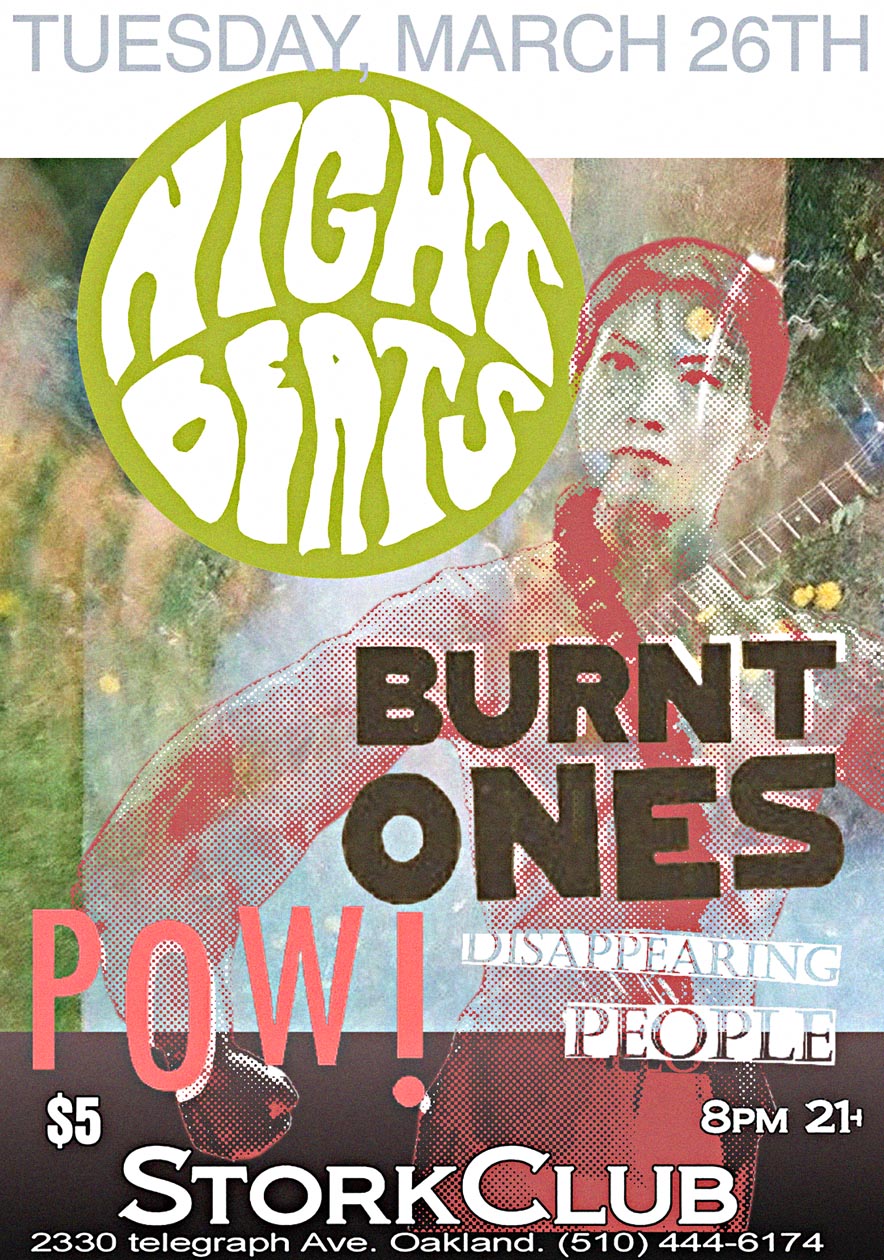 TUESDAY, MARCH 26TH
NIGHT
BEATS
BURNT
ONES
POW!
DISAPPEARING
PEOPLE
$5
8PM 21+
STORKCLUB
2330 telegraph Ave. Oakland. (510) 444-6174